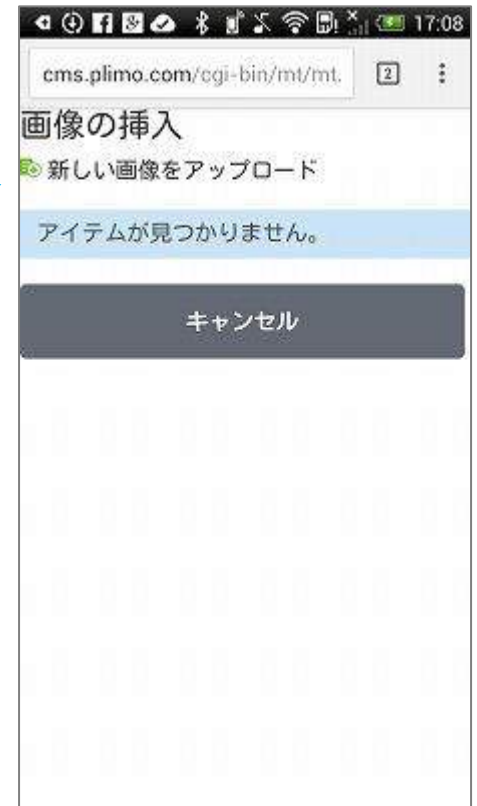 17:08
cms.plimo.com/cgi-bin/mt/mt.
2
画像の挿入
新しい画像をアップロード
アイテムが見つかりません。
キャンセル